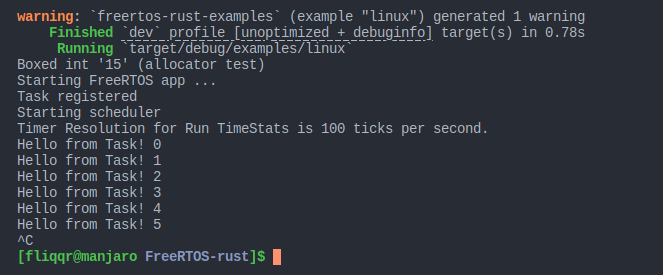 warning: `freertos-rust-examples` (example "linux") generated 1 warning
Finished `dev` profile [unoptimized + debuginfo] target(s) in 0.78s
Running `target/debug/examples/linux`
Boxed int '15' (allocator test)
Starting FreeRTOS app ...
Task registered
Starting scheduler
Timer Resolution for Run TimeStats is 100 ticks per second.
Hello from Task! 0
Hello from Task! 1
Hello from Task! 2
Hello from Task! 3
Hello from Task! 4
Hello from Task! 5
^C
[fliqqr@manjaro FreeRTOS-rust]$